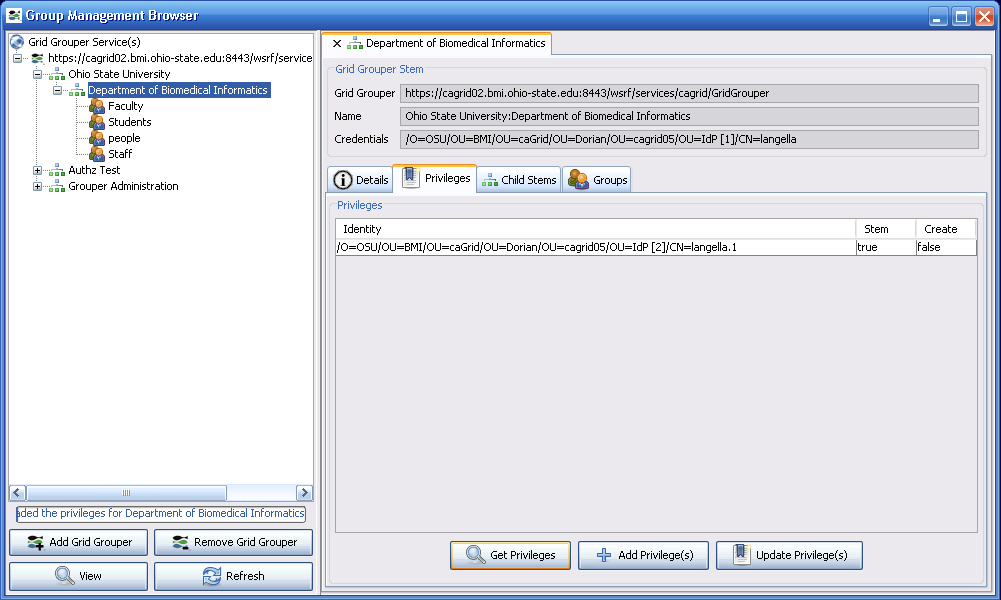 Group Management Browser
Grid Grouper Service(s)
https://cagrid02.bmi.ohio-state.edu:8443/wsrf/service
Ohio State University
Department of Biomedical Informatics
Faculty
Students
people
Staff
Authz Test
Grouper Administration
aded the privileges for Department of Biomedical Informatics
Add Grid Grouper
Remove Grid Grouper
View
Refresh
Department of Biomedical Informatics
Grid Grouper Stem
Grid Grouper https://cagrid02.bmi.ohio-state.edu:8443/wsrf/services/cagrid/GridGrouper
Name Ohio State University:Department of Biomedical Informatics
Credentials /O=OSU/OU=BMI/OU=caGrid/OU=Dorian/OU=cagrid05/OU=IdP [1]/CN=langella
Details Privileges Child Stems Groups
Privileges
Identity Stem Create
/O=OSU/OU=BMI/OU=caGrid/OU=Dorian/OU=cagrid05/OU=IdP [2]/CN=langella.1 true false
Get Privileges Add Privilege(s) Update Privilege(s)